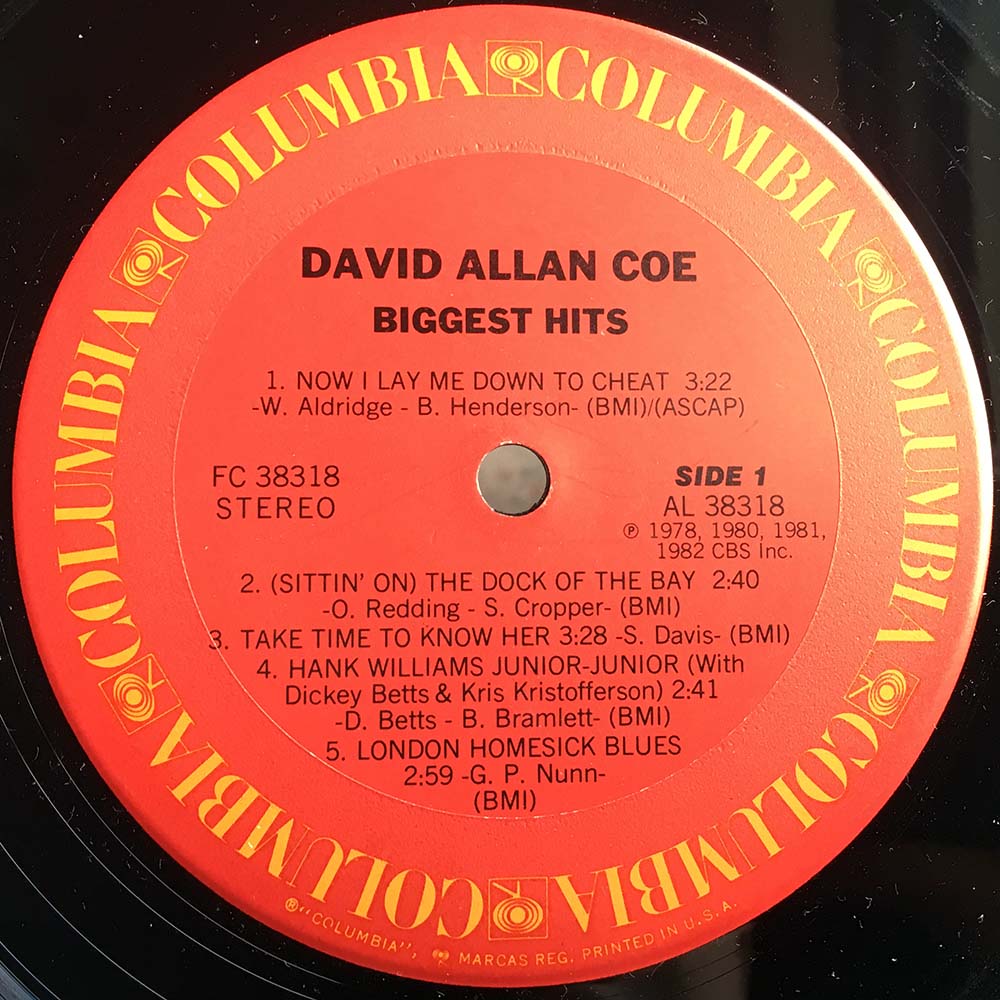 COLUMBIA COLUMBIA COLUMBIA COLUMBIA COLUMBIA COLUMBIA
DAVID ALLAN COE
BIGGEST HITS
1. NOW I LAY ME DOWN TO CHEAT 3:22
-W. Aldridge - B. Henderson- (BMI)/(ASCAP)
FC 38318
STEREO
SIDE 1
AL 38318
℗ 1978, 1980, 1981,
1982 CBS Inc.
2. (SITTIN' ON) THE DOCK OF THE BAY 2:40
-O. Redding - S. Cropper- (BMI)
3. TAKE TIME TO KNOW HER 3:28 -S. Davis- (BMI)
4. HANK WILLIAMS JUNIOR-JUNIOR (With
Dickey Betts & Kris Kristofferson) 2:41
-D. Betts - B. Bramlett- (BMI)
5. LONDON HOMESICK BLUES
2:59 -G. P. Nunn-
(BMI)
®"COLUMBIA", MARCAS REG. PRINTED IN U.S.A.